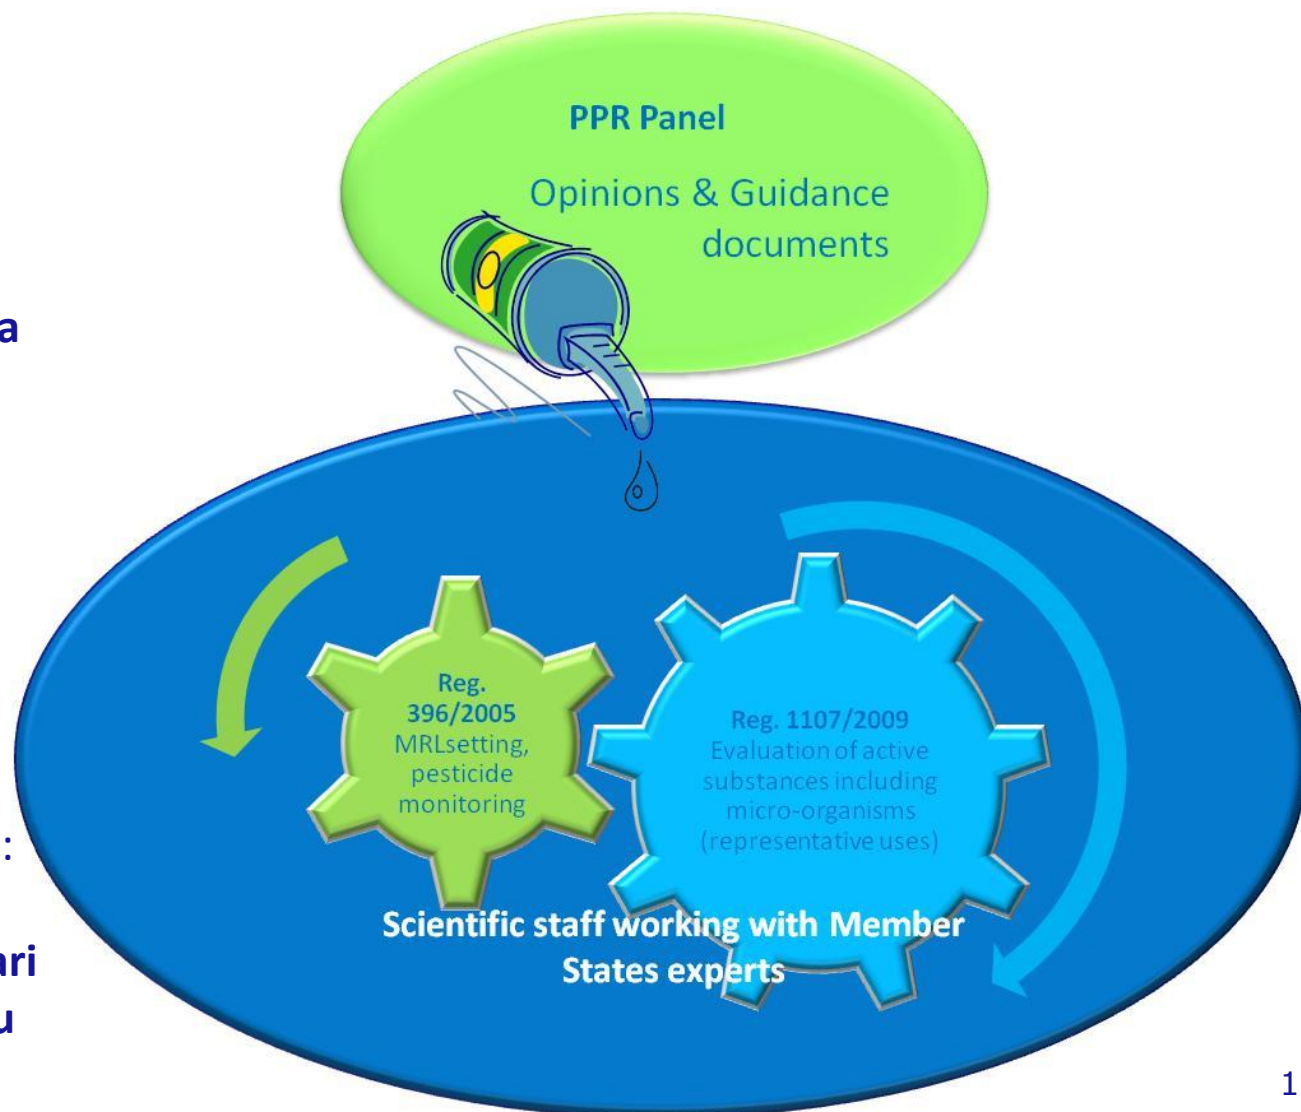 PPR Panel
Opinions & Guidance
documents
a
Reg.
396/2005
MRLsetting,
pesticide
monitoring
Reg. 1107/2009
Evaluation of active
substances including
micro-organisms
(representative uses)
:
Scientific staff working with Member
States experts
ari
u
1